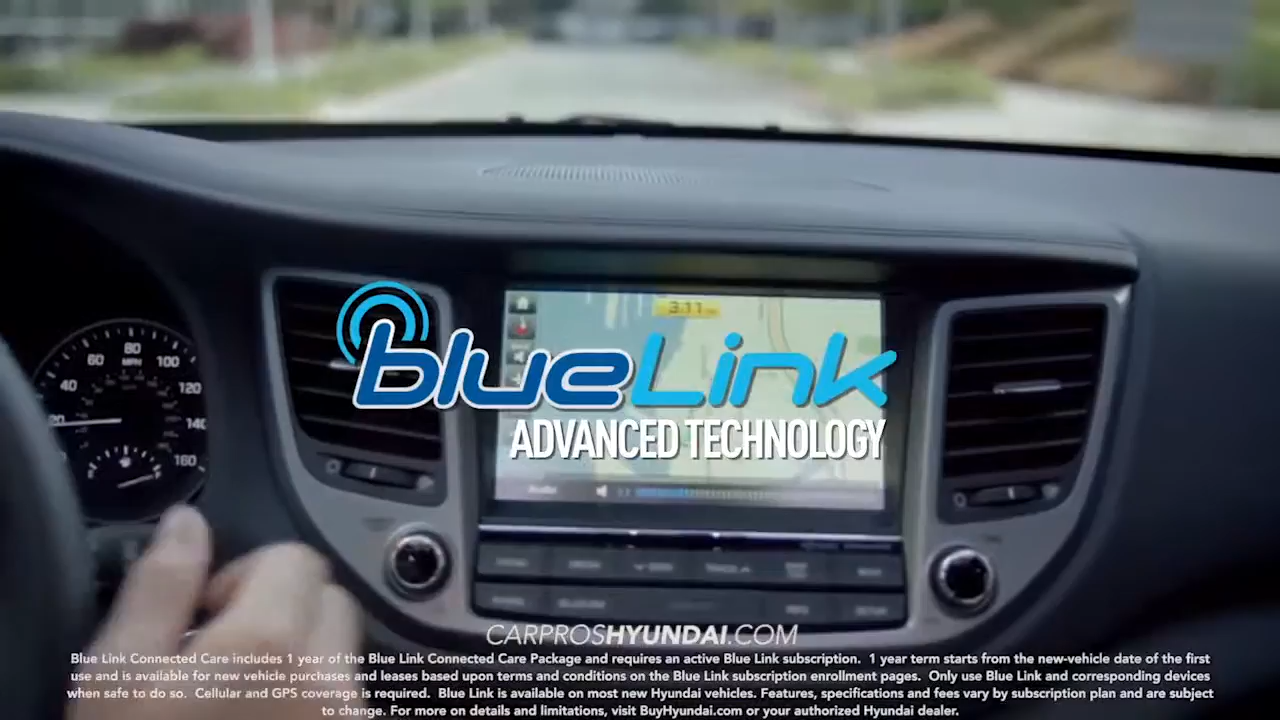 3:11
80
60
MPH
100
40
120
20
140
160
blueLink
ADVANCED TECHNOLOGY
CARPROSHYUNDAI.COM
Blue Link Connected Care includes 1 year of the Blue Link Connected Care Package and requires an active Blue Link subscription. 1 year term starts from the new-vehicle date of the first
use and is available for new vehicle purchases and leases based upon terms and conditions on the Blue Link subscription enrollment pages. Only use Blue Link and corresponding devices
when safe to do so. Cellular and GPS coverage is required. Blue Link is available on most new Hyundai vehicles. Features, specifications and fees vary by subscription plan and are subject
to change. For more on details and limitations, visit BuyHyundai.com or your authorized Hyundai dealer.